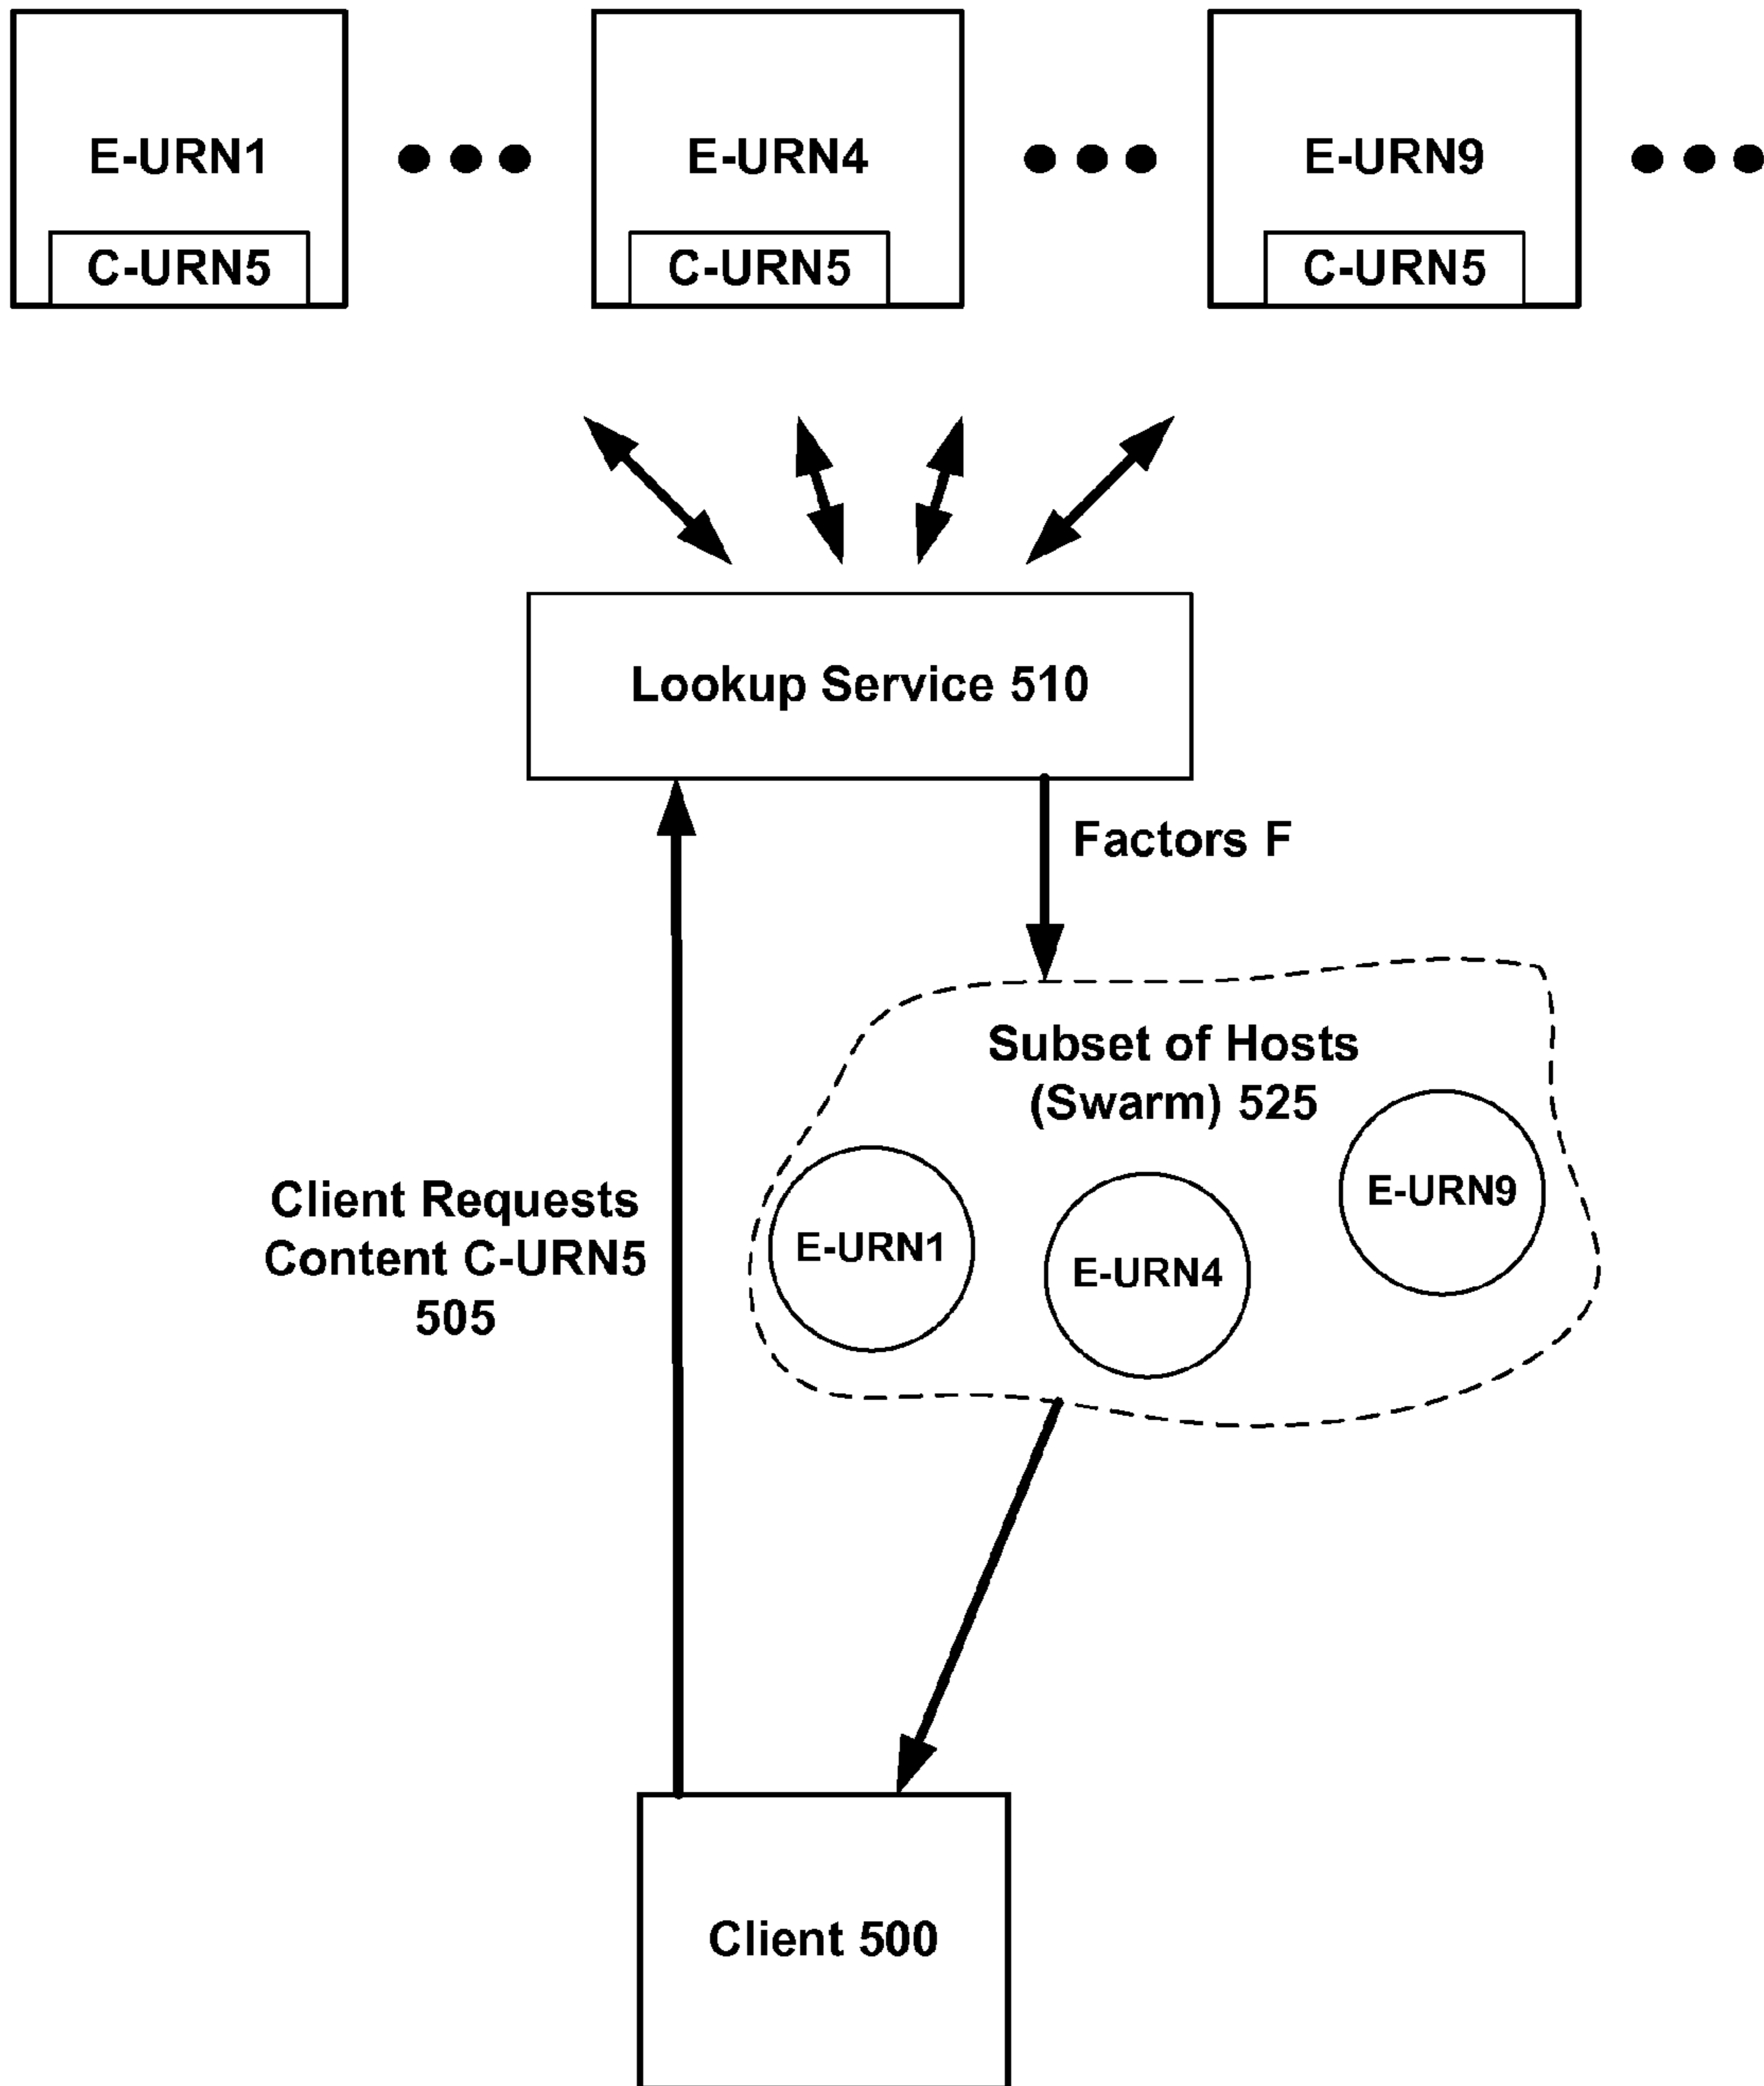 E-URN1
E-URN4
E-URN9
C-URN5
C-URN5
C-URN5
Lookup Service 510
Factors F
Subset of Hosts
(Swarm) 525
Client Requests
Content C-URN5
505
E-URN1
E-URN4
E-URN9
Client 500